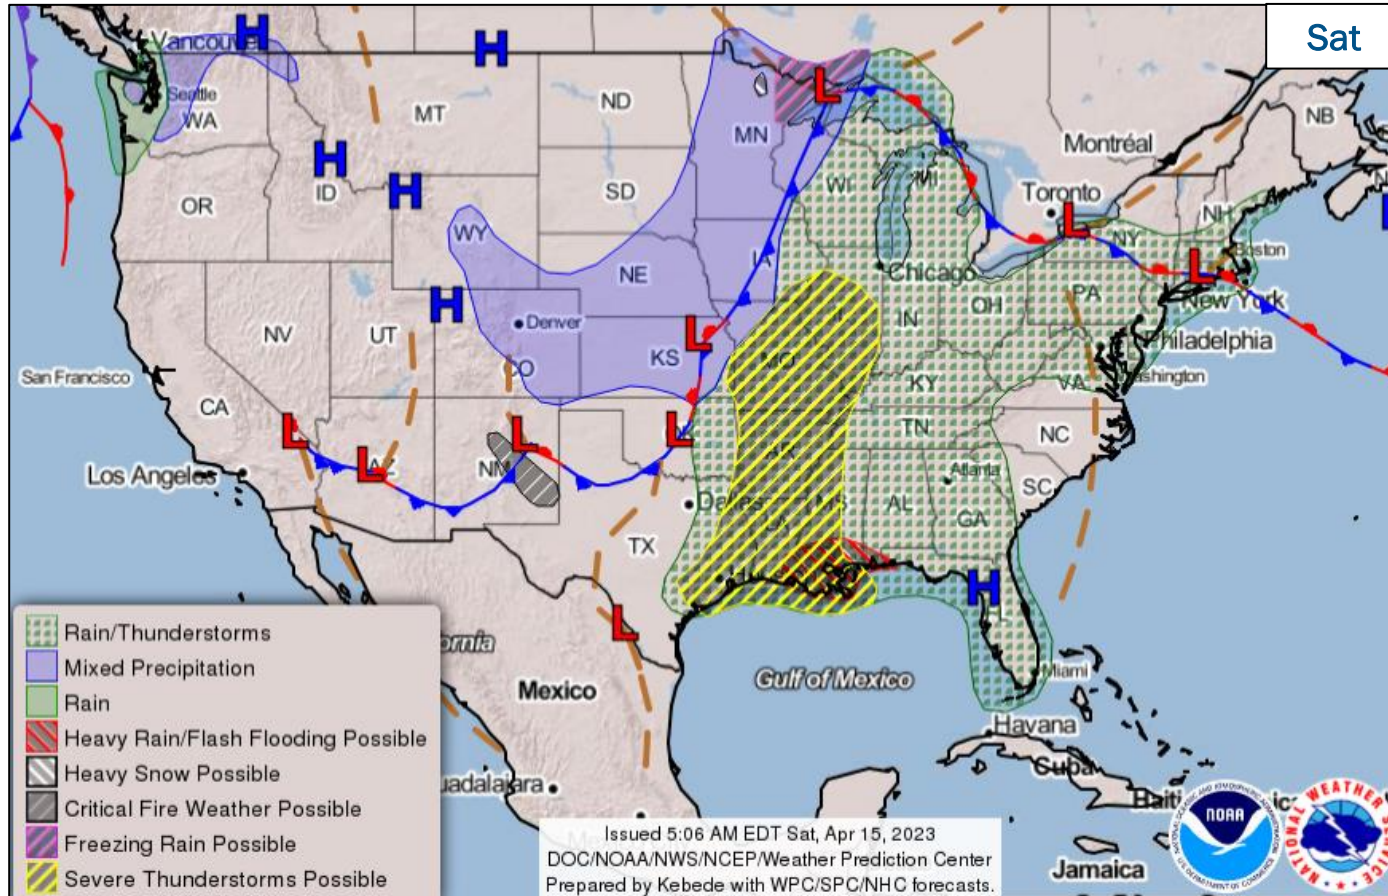 Sat
Vancouver
Seattle
WA
MT
ND
MN
NB
Montréal
OR
ID
SD
WI
MI
Toronto
NH
WY
NY
Boston
NE
IA
Chicago
NV
UT
Denver
IN
OH
PA
New York
San Francisco
CO
KS
MO
Philadelphia
CA
KY
VA
Washington
TN
NC
Los Angeles
AZ
NM
AR
Atlanta
SC
Dallas
MS
AL
GA
LA
TX
FL
Miami
Gulf of Mexico
Mexico
Havana
Cuba
Jamaica
H
H
H
H
H
H
L
L
L
L
L
L
L
L
L
Rain/Thunderstorms
Mixed Precipitation
Rain
Heavy Rain/Flash Flooding Possible
Heavy Snow Possible
Critical Fire Weather Possible
Freezing Rain Possible
Severe Thunderstorms Possible
Issued 5:06 AM EDT Sat, Apr 15, 2023
DOC/NOAA/NWS/NCEP/Weather Prediction Center
Prepared by Kebede with WPC/SPC/NHC forecasts.
NOAA
NATIONAL WEATHER SERVICE